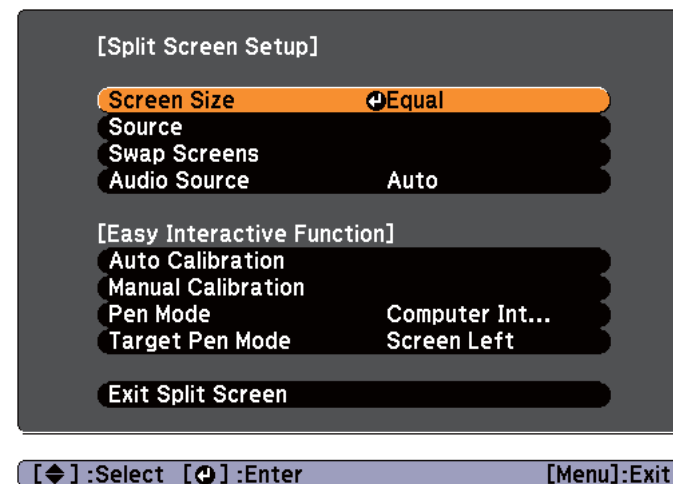 [Split Screen Setup]
Screen Size Equal
Source
Swap Screens
Audio Source Auto
[Easy Interactive Function]
Auto Calibration
Manual Calibration
Pen Mode Computer Int...
Target Pen Mode Screen Left
Exit Split Screen
[ ] :Select [ ] :Enter [Menu]:Exit